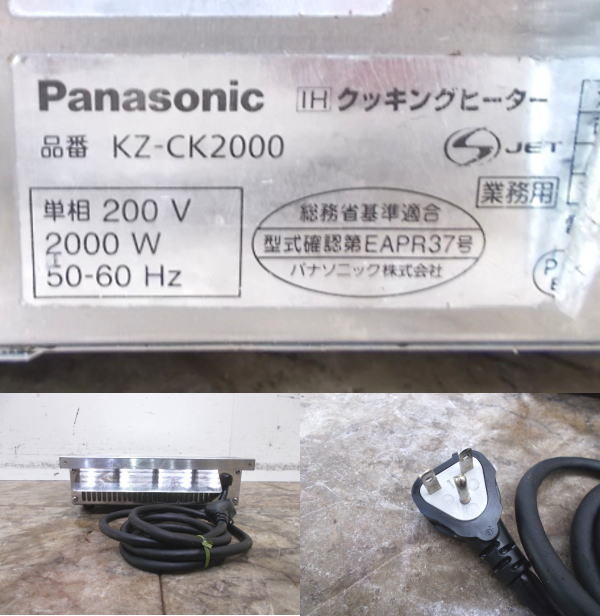 Panasonic IH クッキングヒーター
品番 KZ-CK2000
JET
業務用
単相 200 V
2000 W
50-60 Hz
総務省基準適合
型式確認第EAPR37号
パナソニック株式会社